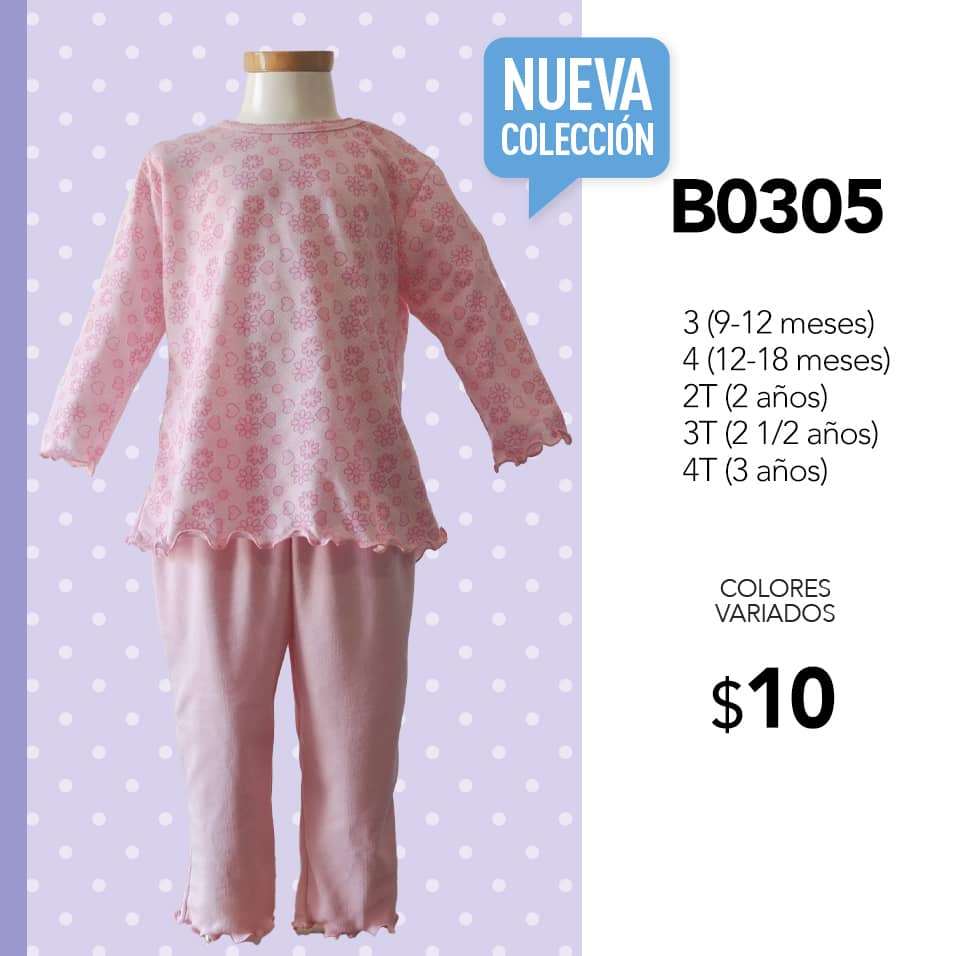 NUEVA
COLECCIÓN
B0305
3 (9-12 meses)
4 (12-18 meses)
2T (2 años)
3T (2 1/2 años)
4T (3 años)
COLORES
VARIADOS
$10